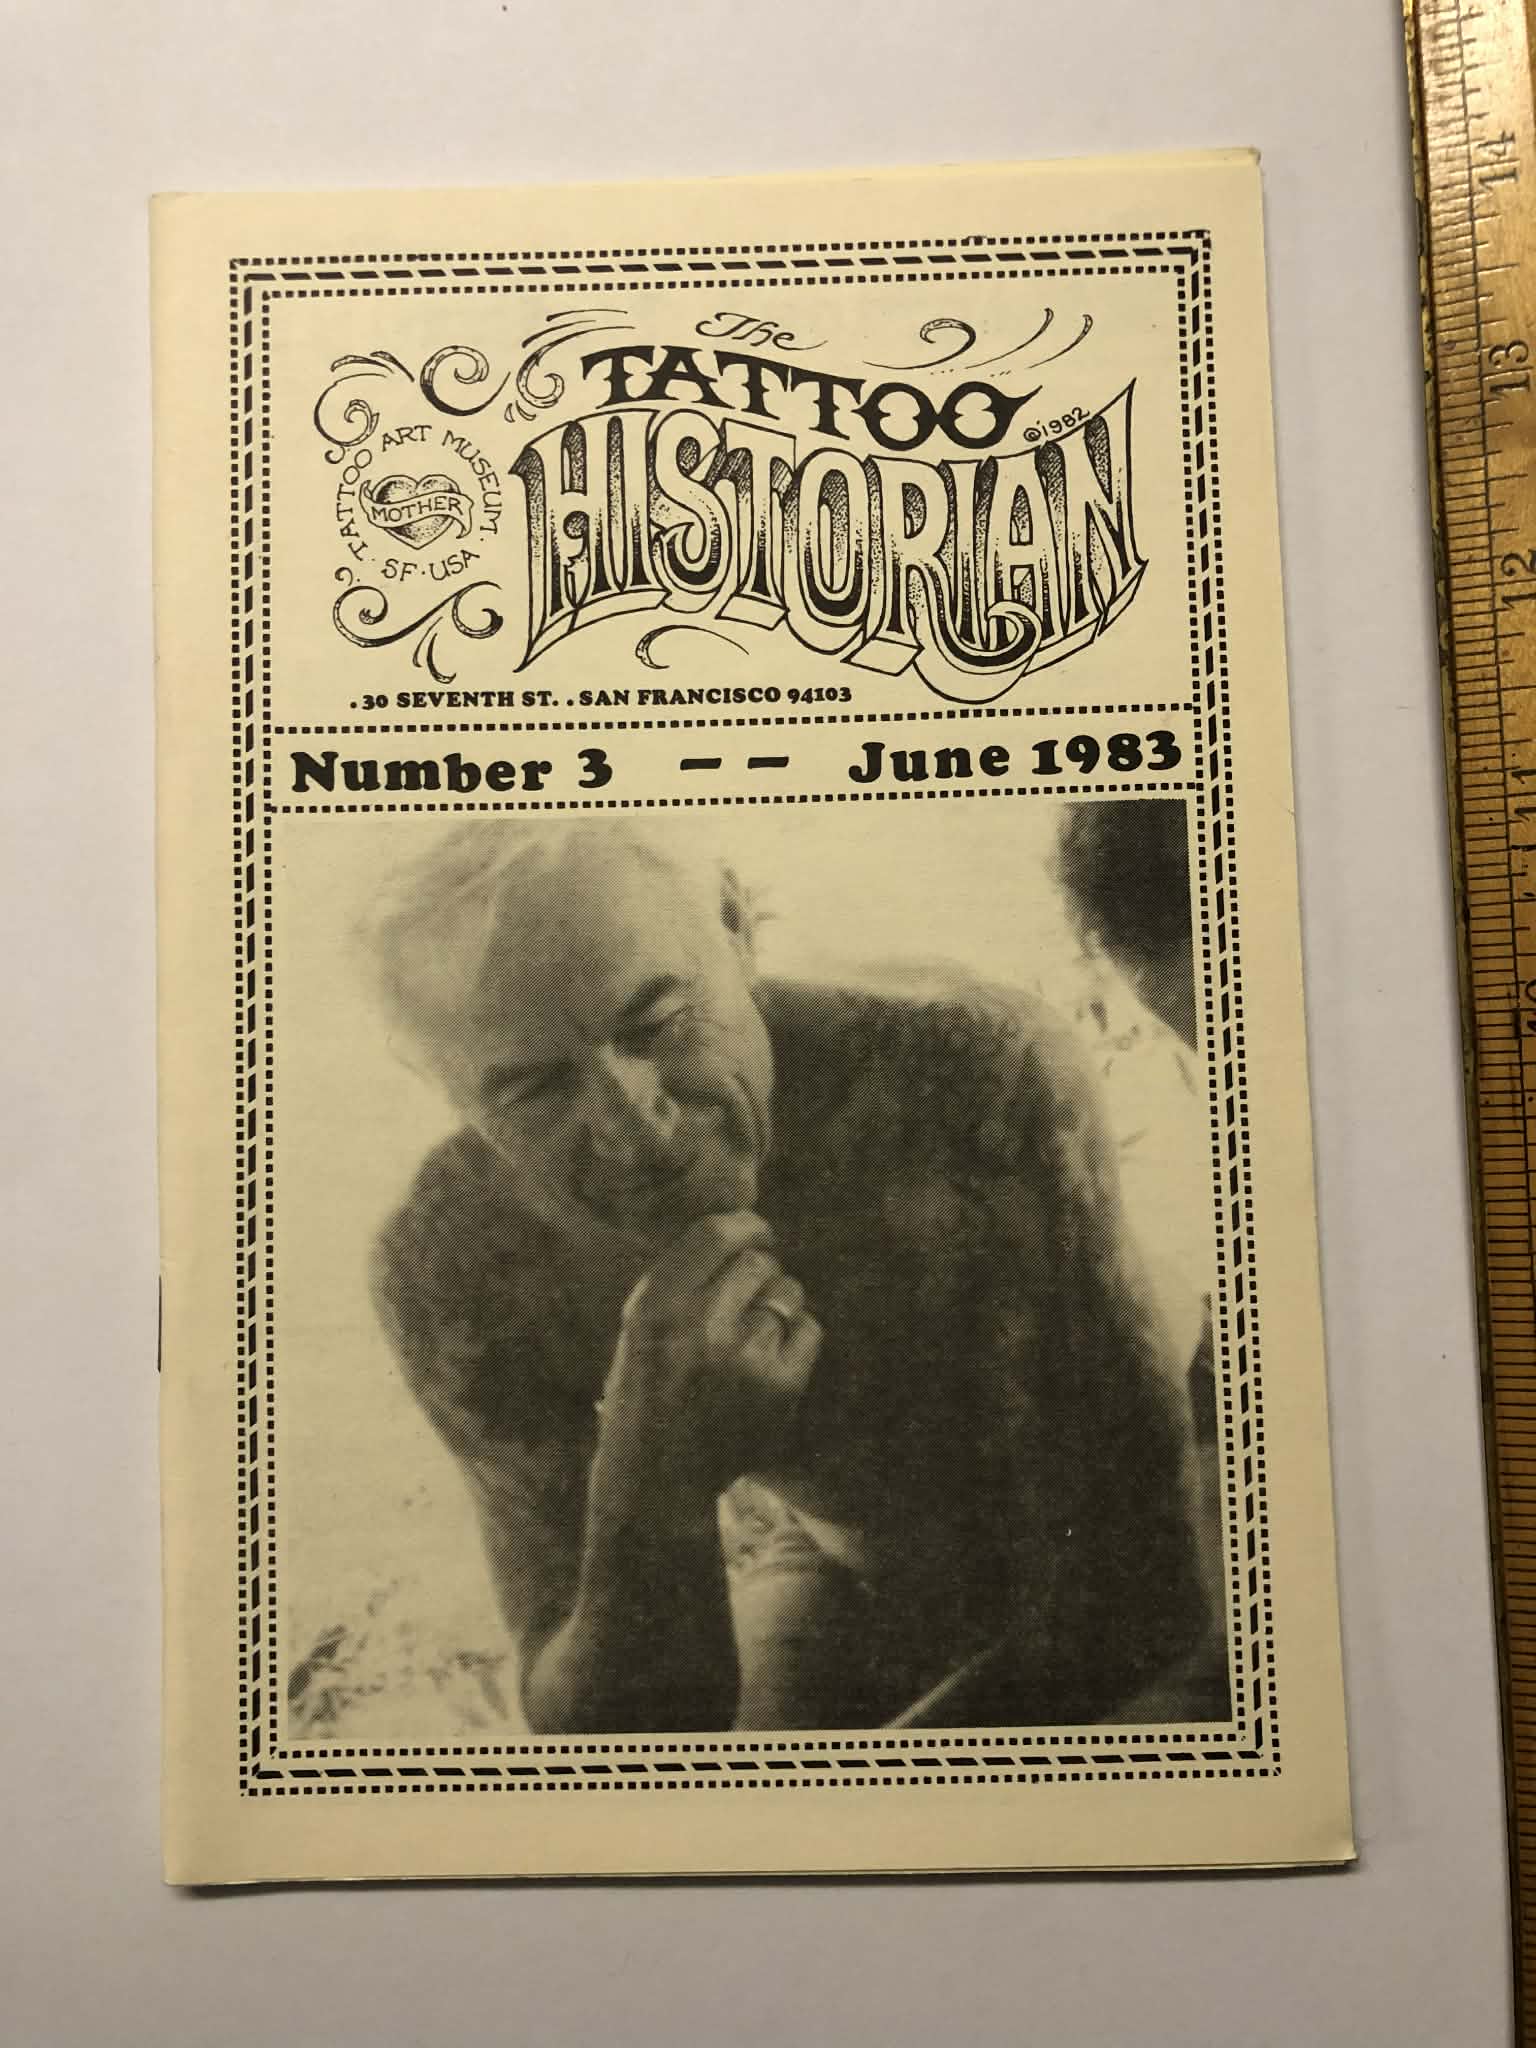 The
TATTOO
HISTORIAN
©1982
TATTOO ART MUSEUM
MOTHER
SF·USA
. 30 SEVENTH ST. . SAN FRANCISCO 94103
Number 3 -- June 1983
14
13
12
11
10